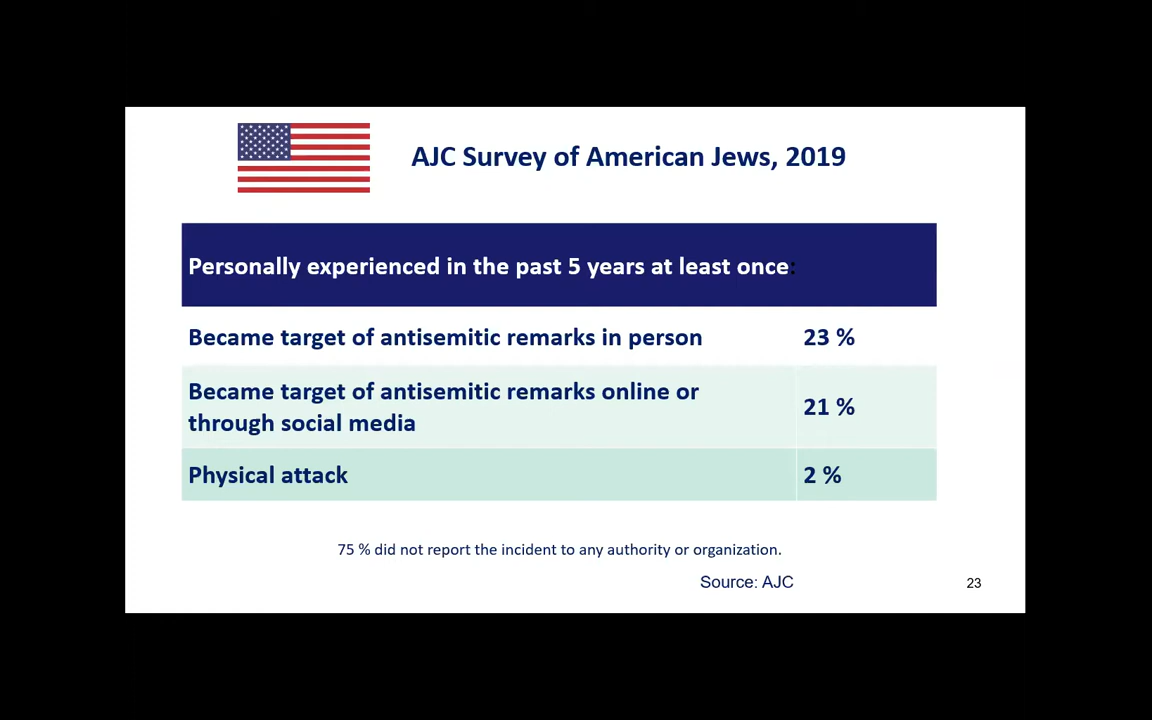 AJC Survey of American Jews, 2019
Personally experienced in the past 5 years at least once:
Became target of antisemitic remarks in person 23 %
Became target of antisemitic remarks online or
through social media 21 %
Physical attack 2 %
75 % did not report the incident to any authority or organization.
Source: AJC
23